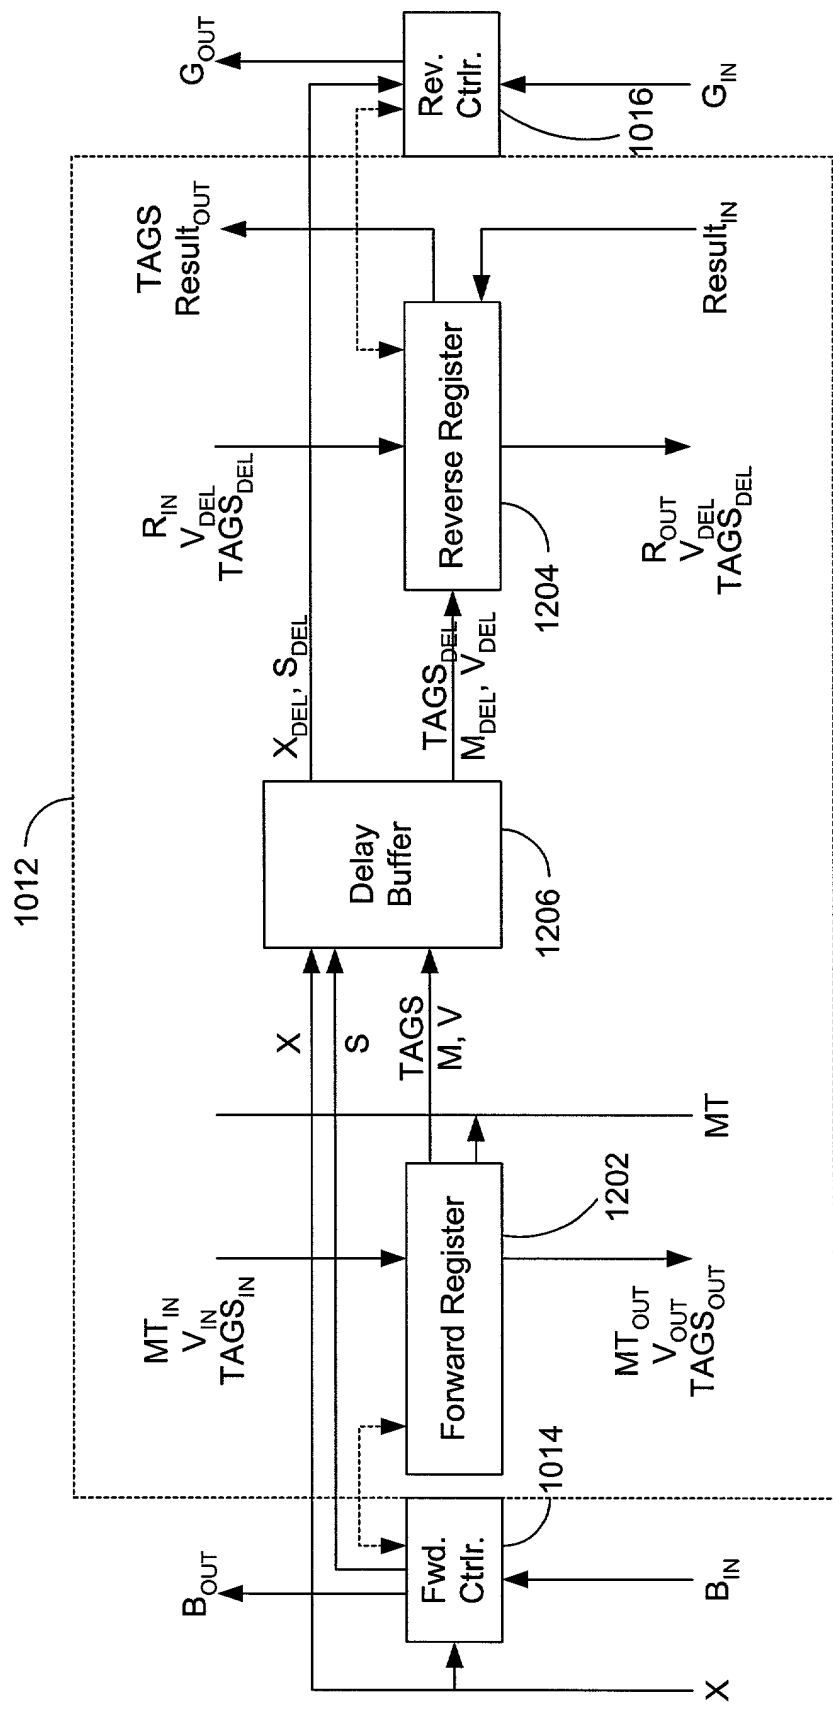 1012
B_OUT
MT_IN
V_IN
TAGS_IN
R_IN
V_DEL
TAGS_DEL
TAGS
Result_OUT
G_OUT
X
S
X_DEL, S_DEL
TAGS
M, V
TAGS_DEL
M_DEL, V_DEL
Fwd.
Ctrlr.
Forward Register
Delay
Buffer
Reverse Register
Rev.
Ctrlr.
1014
1202
1206
1204
1016
X
B_IN
MT_OUT
V_OUT
TAGS_OUT
MT
R_OUT
V_DEL
TAGS_DEL
Result_IN
G_IN